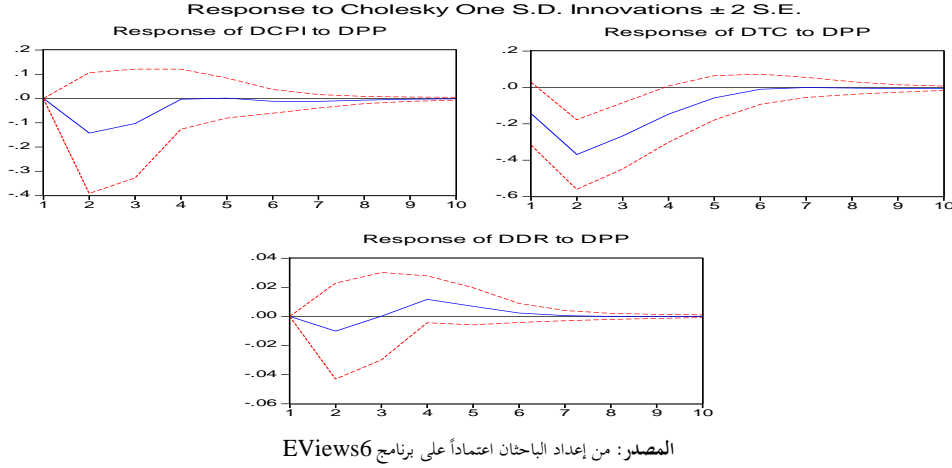 Response to Cholesky One S.D. Innovations ± 2 S.E.
Response of DCPI to DPP
.2
.1
.0
-.1
-.2
-.3
-.4
1 2 3 4 5 6 7 8 9 10
Response of DTC to DPP
.2
.0
-.2
-.4
-.6
1 2 3 4 5 6 7 8 9 10
Response of DDR to DPP
.04
.02
.00
-.02
-.04
-.06
1 2 3 4 5 6 7 8 9 10
المصدر: من إعداد الباحثان اعتماداً على برنامج EViews6